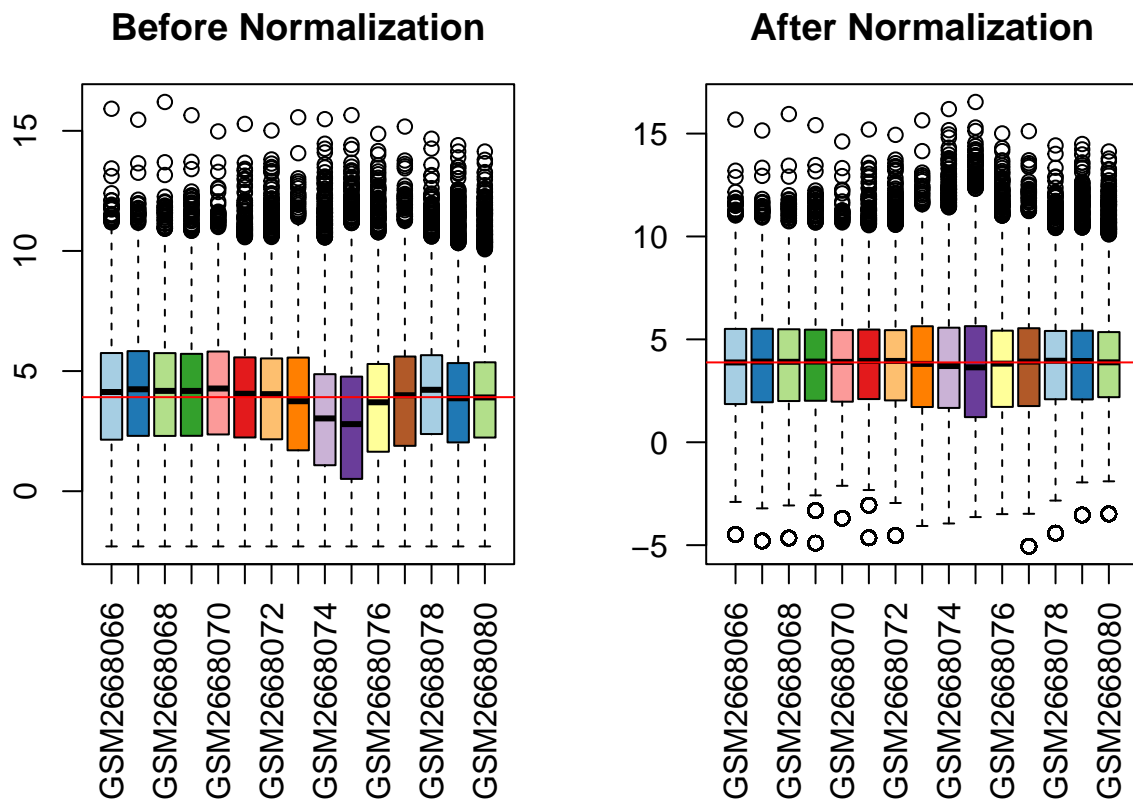 Before Normalization
15
10
5
0
GSM2668066
GSM2668068
GSM2668070
GSM2668072
GSM2668074
GSM2668076
GSM2668078
GSM2668080
After Normalization
15
10
5
0
−5
GSM2668066
GSM2668068
GSM2668070
GSM2668072
GSM2668074
GSM2668076
GSM2668078
GSM2668080